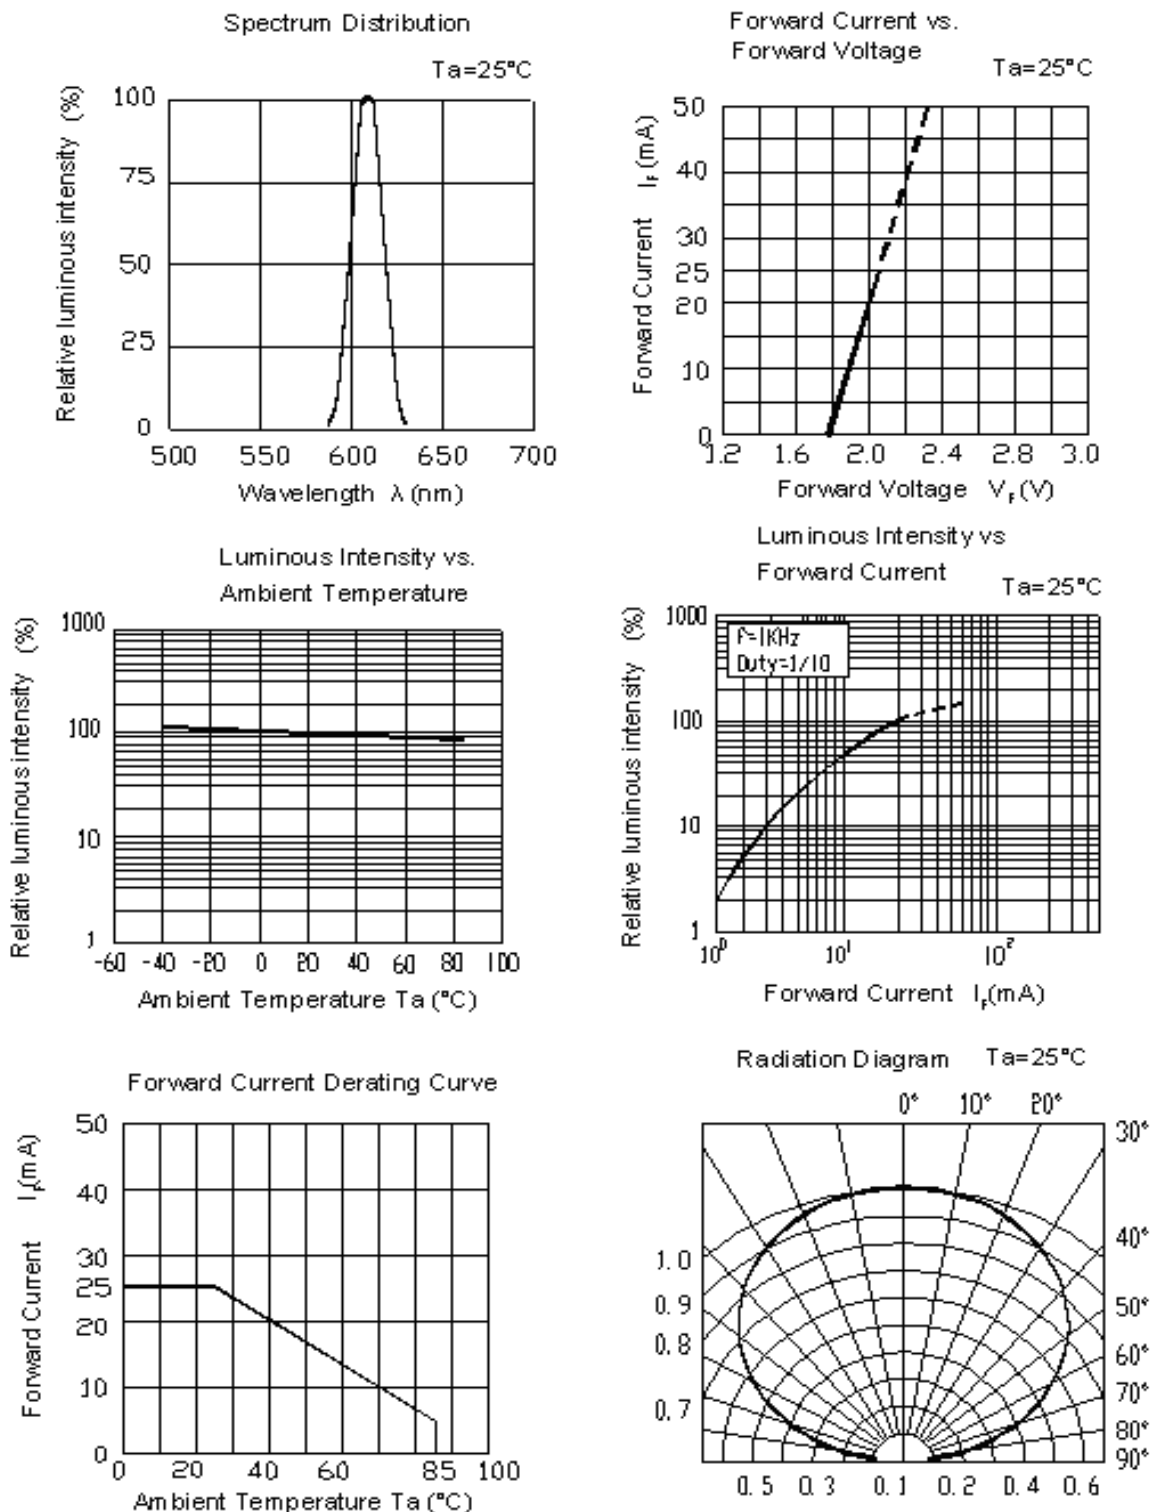 Spectrum Distribution
Ta=25°C
Relative luminous intensity (%)
100
75
50
25
0
500 550 600 650 700
Wavelength λ (nm)
Forward Current vs.
Forward Voltage
Ta=25°C
Forward Current I_F (mA)
50
40
30
25
20
10
0
1.2 1.6 2.0 2.4 2.8 3.0
Forward Voltage V_F (V)
Luminous Intensity vs.
Ambient Temperature
Relative luminous intensity (%)
1000
100
10
1
-60 -40 -20 0 20 40 60 80 100
Ambient Temperature Ta (°C)
Luminous Intensity vs
Forward Current
Ta=25°C
Relative luminous intensity (%)
1000
f=1KHz
Duty=1/10
100
10
1
10⁰ 10¹ 10²
Forward Current I_F(mA)
Forward Current Derating Curve
Forward Current I_F(mA)
50
40
30
25
20
10
0
0 20 40 60 85 100
Ambient Temperature Ta (°C)
Radiation Diagram Ta=25°C
0° 10° 20°
30°
40°
50°
60°
70°
80°
90°
1.0
0.9
0.8
0.7
0.5 0.3 0.1 0.2 0.4 0.6